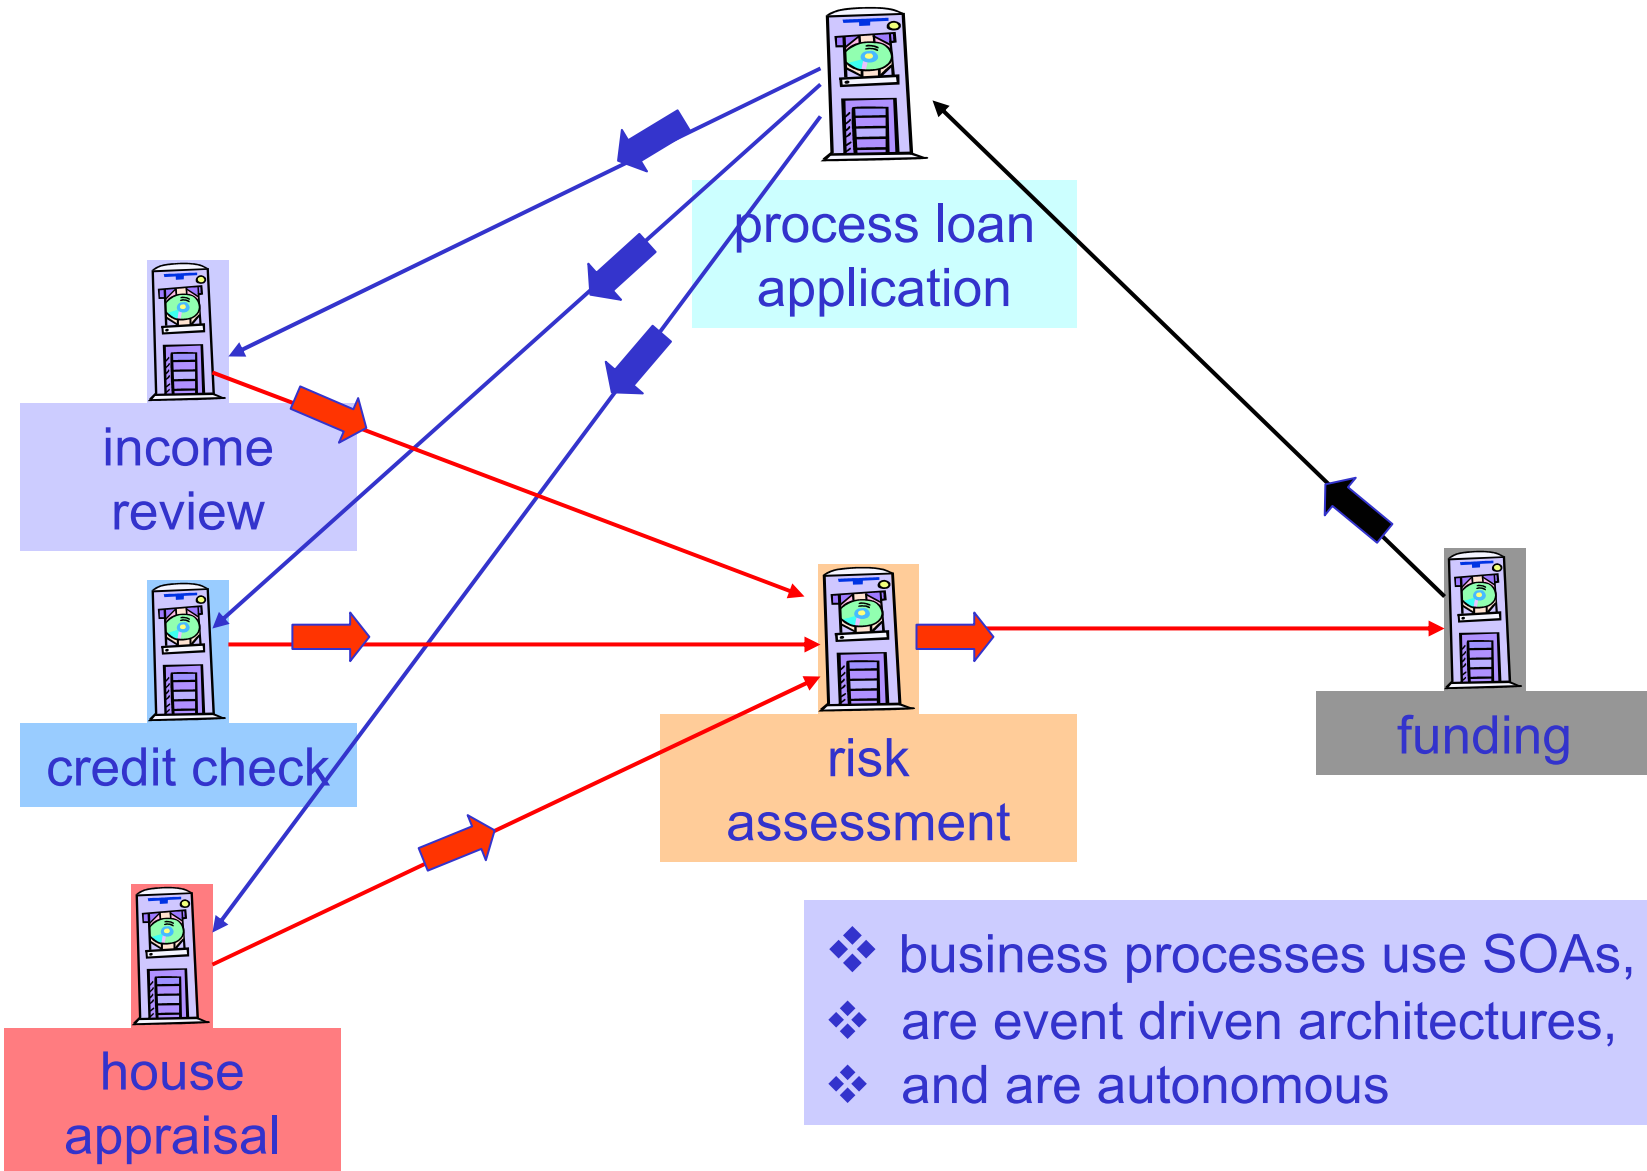 process loan
application
income
review
credit check
risk
assessment
funding
house
appraisal
❖ business processes use SOAs,
❖ are event driven architectures,
❖ and are autonomous